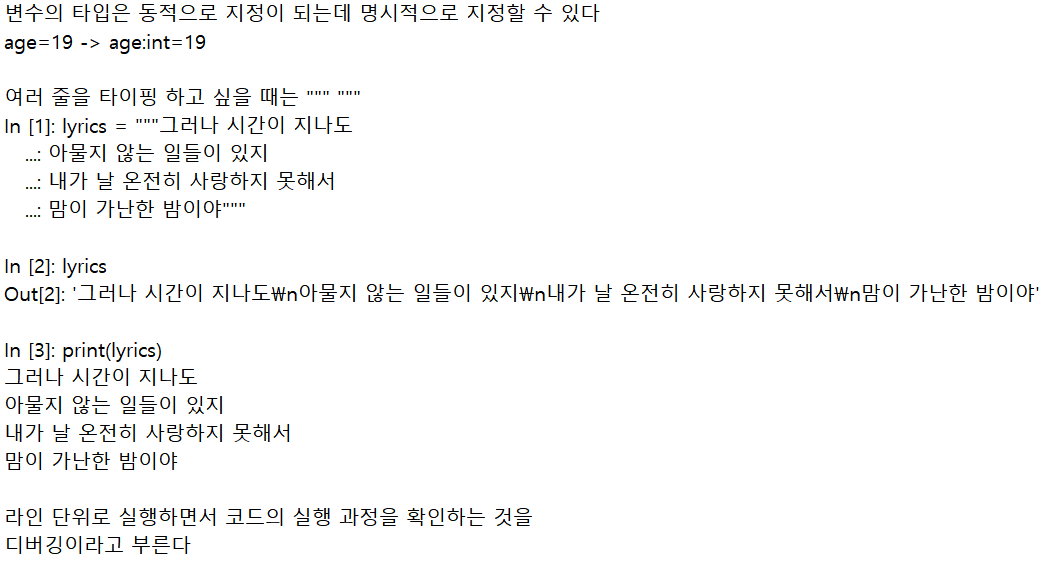 변수의 타입은 동적으로 지정이 되는데 명시적으로 지정할 수 있다
age=19 -> age:int=19
여러 줄을 타이핑 하고 싶을 때는 """ """
In [1]: lyrics = """그러나 시간이 지나도
...: 아물지 않는 일들이 있지
...: 내가 날 온전히 사랑하지 못해서
...: 맘이 가난한 밤이야"""
In [2]: lyrics
Out[2]: '그러나 시간이 지나도₩n아물지 않는 일들이 있지₩n내가 날 온전히 사랑하지 못해서₩n맘이 가난한 밤이야'
In [3]: print(lyrics)
그러나 시간이 지나도
아물지 않는 일들이 있지
내가 날 온전히 사랑하지 못해서
맘이 가난한 밤이야
라인 단위로 실행하면서 코드의 실행 과정을 확인하는 것을
디버깅이라고 부른다